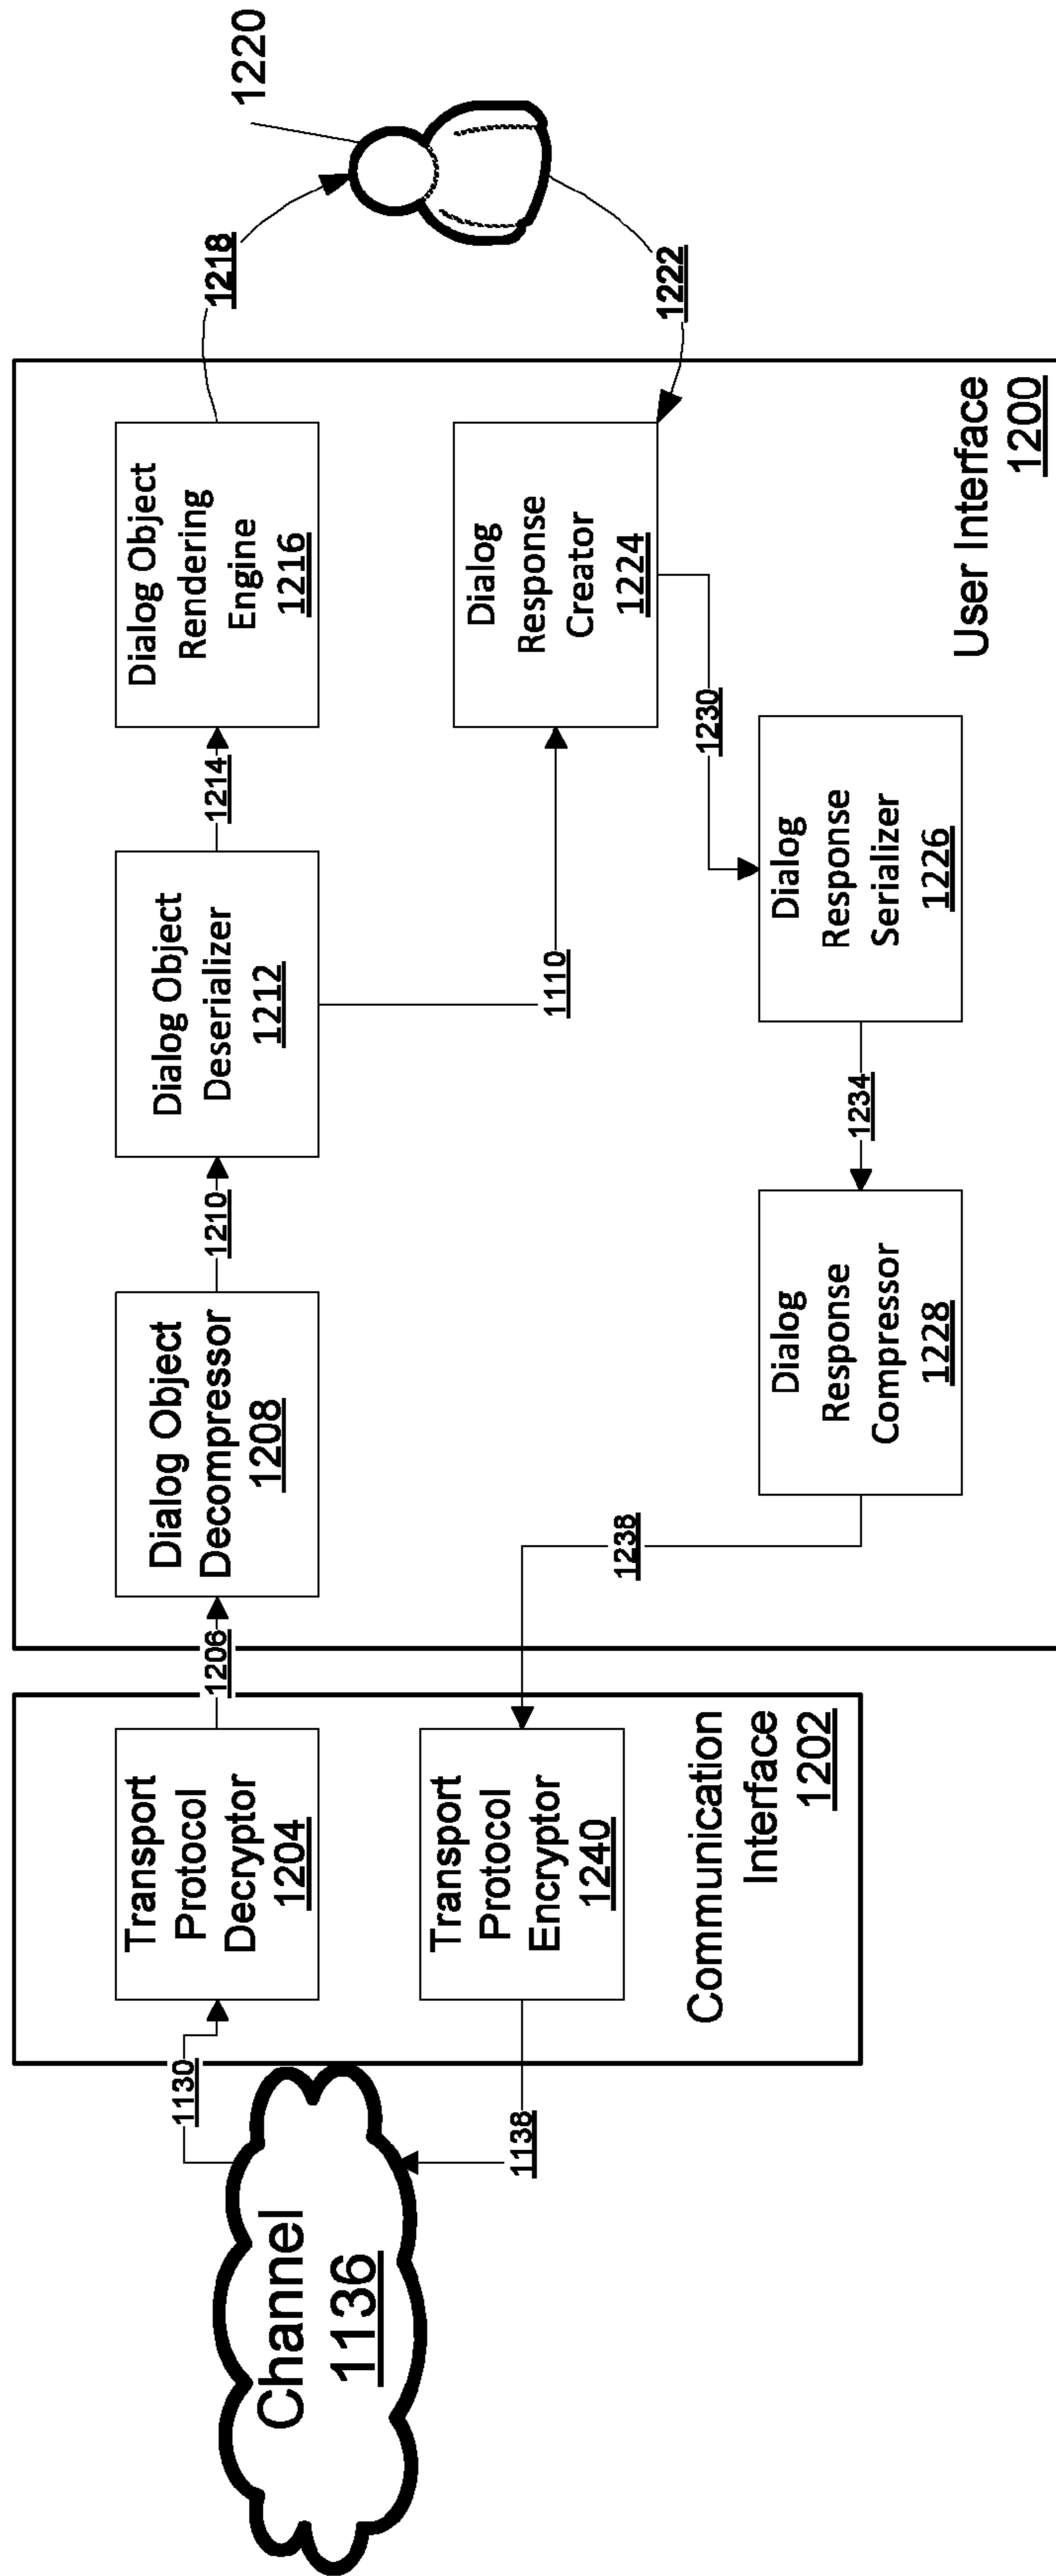 Channel
1136
1130
1138
Transport
Protocol
Decryptor
1204
Transport
Protocol
Encryptor
1240
Communication
Interface
1202
1206
1238
Dialog Object
Decompressor
1208
1210
Dialog Object
Deserializer
1212
1214
Dialog Object
Rendering
Engine
1216
1218
1220
1222
1110
Dialog
Response
Creator
1224
1230
Dialog
Response
Serializer
1226
1234
Dialog
Response
Compressor
1228
User Interface
1200